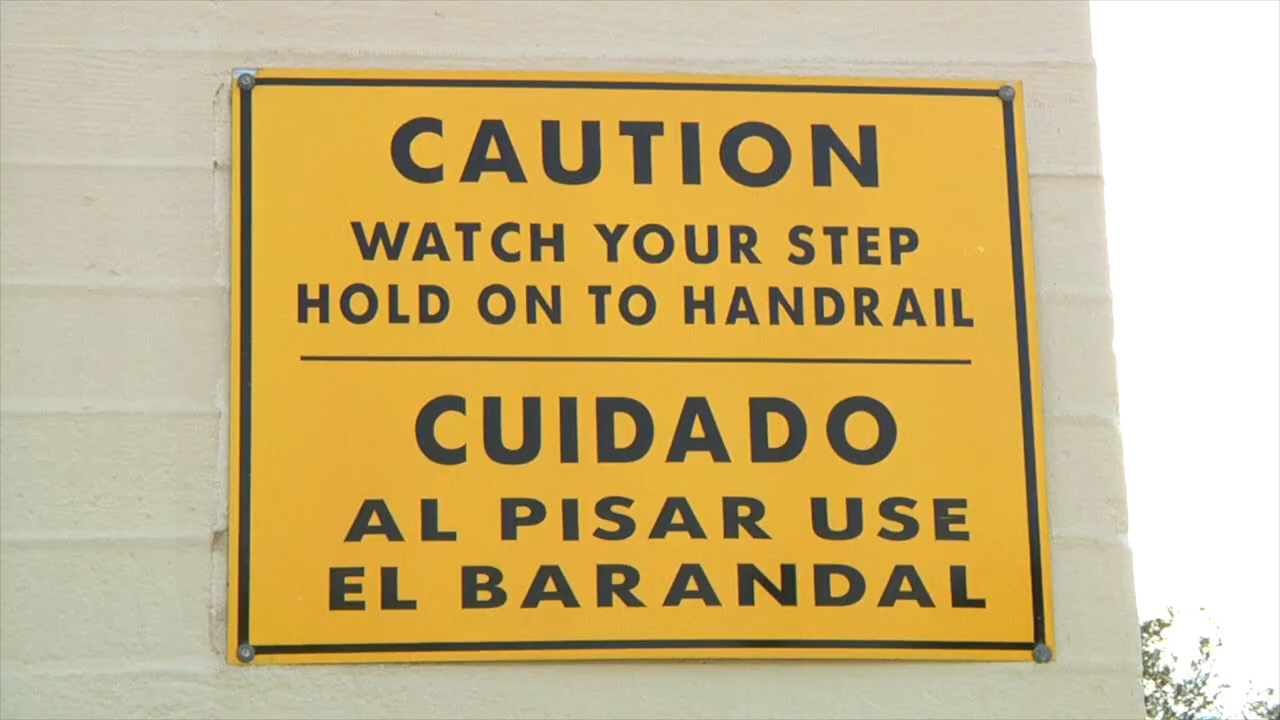 CAUTION
WATCH YOUR STEP
HOLD ON TO HANDRAIL
CUIDADO
AL PISAR USE
EL BARANDAL